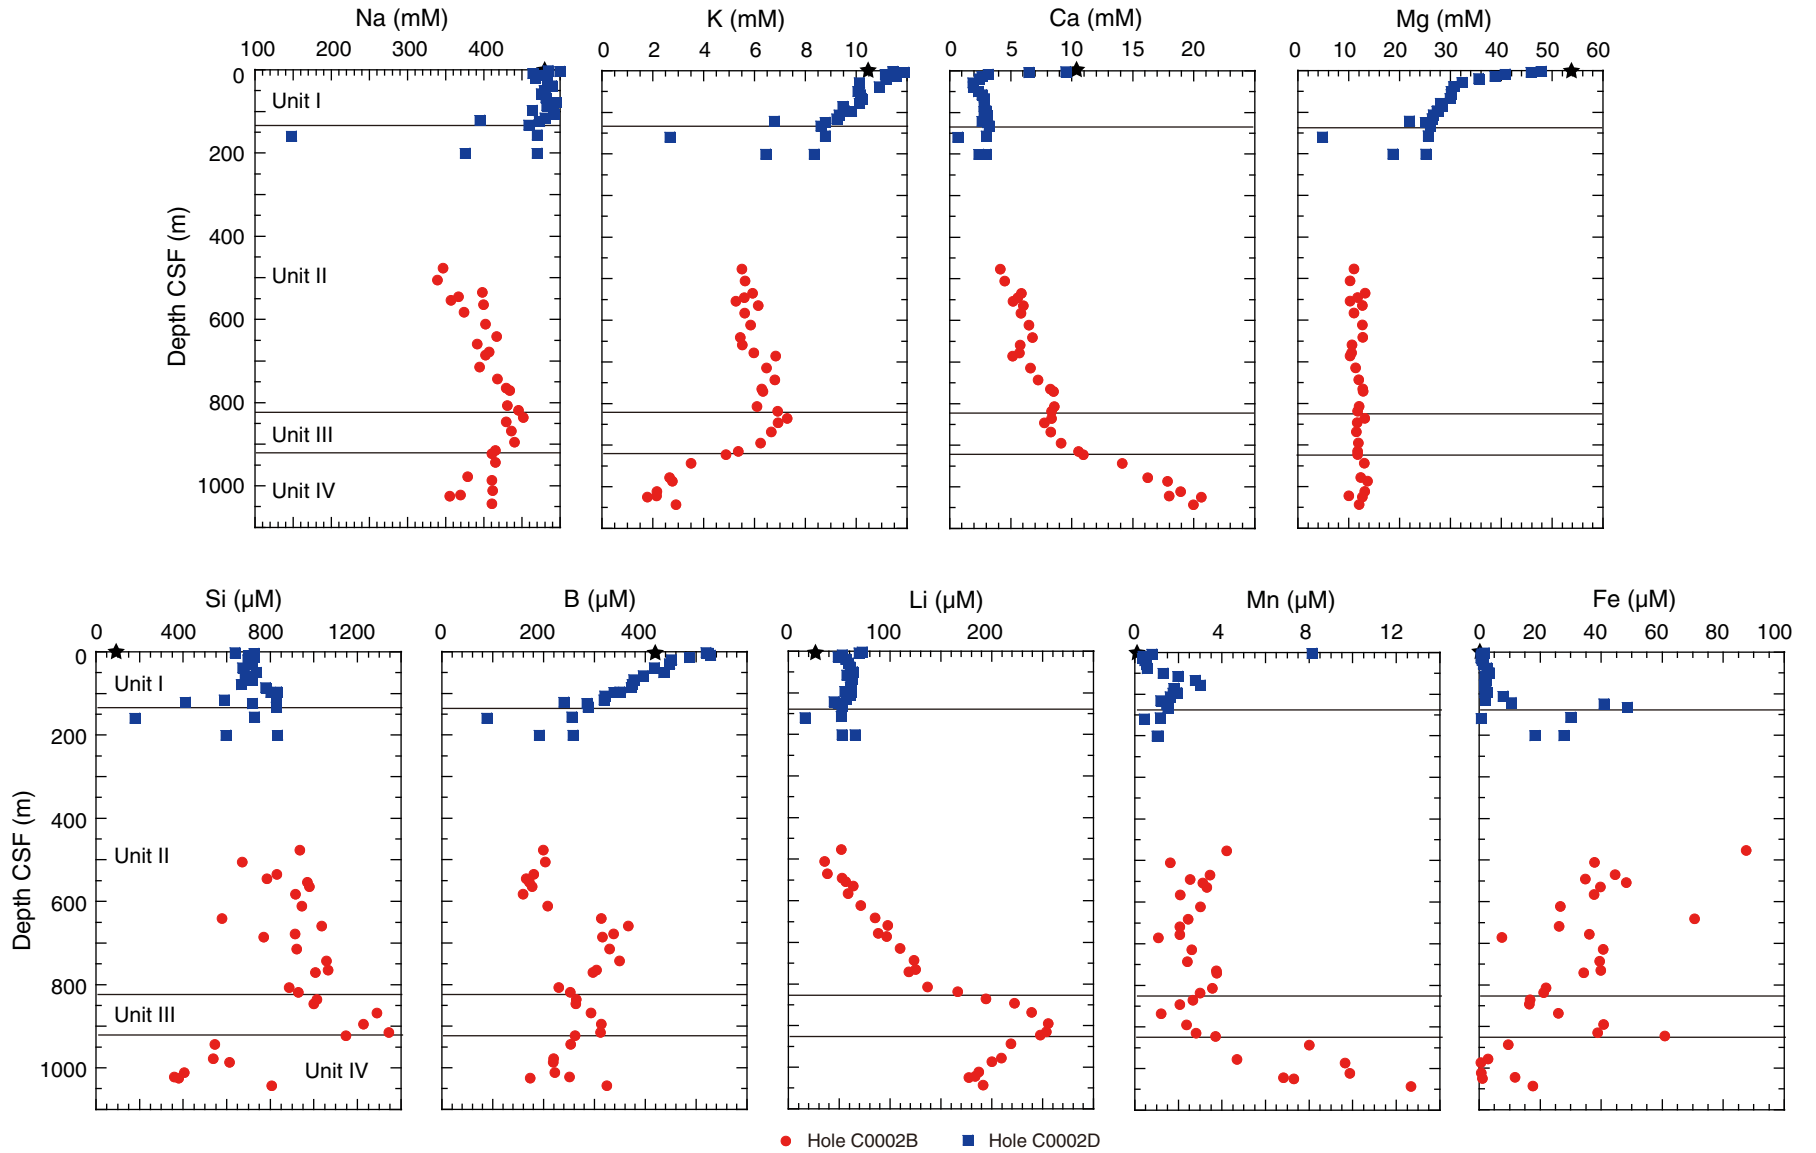 Na (mM) K (mM) Ca (mM) Mg (mM)
100 200 300 400 0 2 4 6 8 10 0 5 10 15 20 0 10 20 30 40 50 60
0
Unit I
200
400
Unit II
600
800
Unit III
1000
Unit IV
Depth CSF (m)
Si (µM) B (µM) Li (µM) Mn (µM) Fe (µM)
0 400 800 1200 0 200 400 0 100 200 0 4 8 12 0 20 40 60 80 100
0
Unit I
200
400
Unit II
600
800
Unit III
1000
Unit IV
Depth CSF (m)
Hole C0002B Hole C0002D